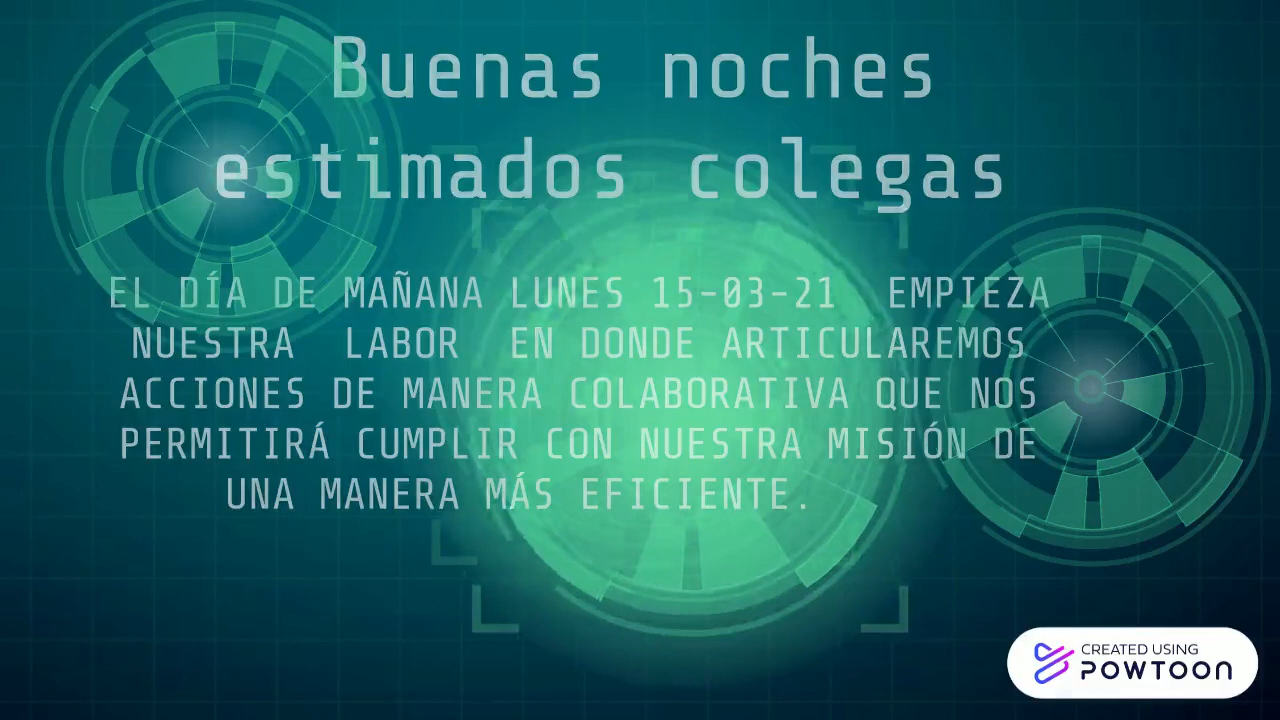 Buenas noches
estimados colegas
EL DÍA DE MAÑANA LUNES 15-03-21 EMPIEZA
NUESTRA LABOR EN DONDE ARTICULAREMOS
ACCIONES DE MANERA COLABORATIVA QUE NOS
PERMITIRÁ CUMPLIR CON NUESTRA MISIÓN DE
UNA MANERA MÁS EFICIENTE.
CREATED USING
POWTOON